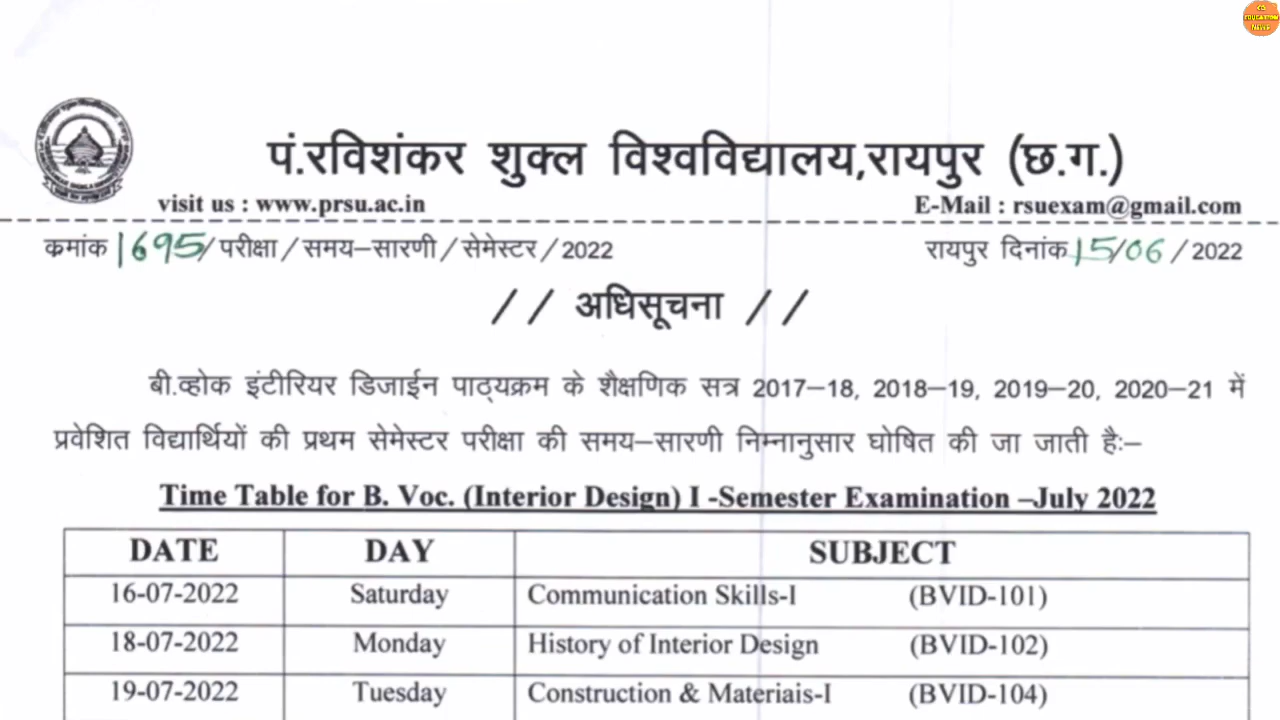 CG
EDUCATION
NEWS
पं.रविशंकर शुक्ल विश्वविद्यालय,रायपुर (छ.ग.)
visit us : www.prsu.ac.in E-Mail : rsuexam@gmail.com
क्रमांक 1695/परीक्षा/समय–सारणी/सेमेस्टर/2022 रायपुर दिनांक 15/06/2022
// अधिसूचना //
बी.व्होक इंटीरियर डिजाईन पाठ्यक्रम के शैक्षणिक सत्र 2017–18, 2018–19, 2019–20, 2020–21 में
प्रवेशित विद्यार्थियों की प्रथम सेमेस्टर परीक्षा की समय–सारणी निम्नानुसार घोषित की जा जाती हैः–
Time Table for B. Voc. (Interior Design) I -Semester Examination –July 2022
DATE DAY SUBJECT
16-07-2022 Saturday Communication Skills-I (BVID-101)
18-07-2022 Monday History of Interior Design (BVID-102)
19-07-2022 Tuesday Construction & Materiais-I (BVID-104)